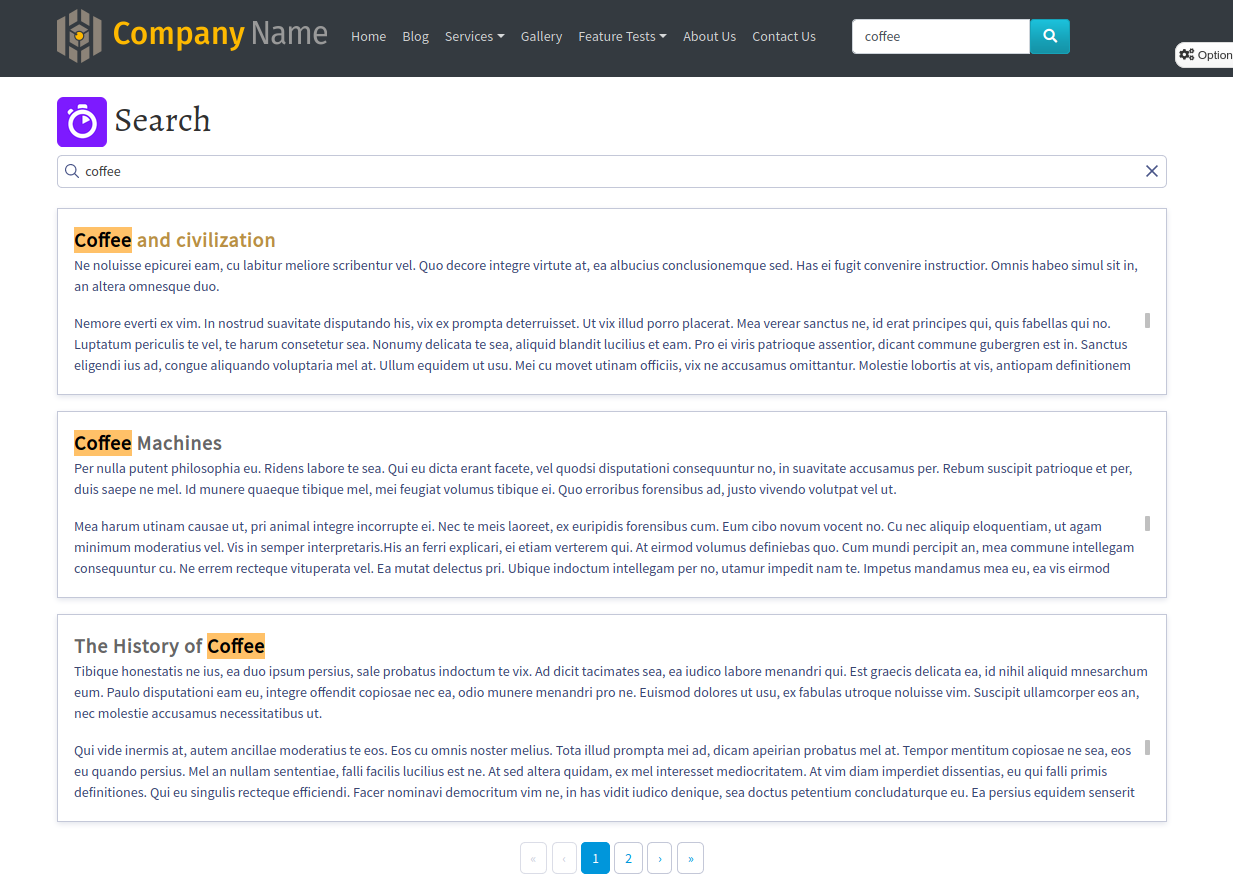 Company Name Home Blog Services Gallery Feature Tests About Us Contact Us coffee
Option
Search
coffee
Coffee and civilization
Ne noluisse epicurei eam, cu labitur meliore scribentur vel. Quo decore integre virtute at, ea albucius conclusionemque sed. Has ei fugit convenire instructior. Omnis habeo simul sit in,
an altera omnesque duo.
Nemore everti ex vim. In nostrud suavitate disputando his, vix ex prompta deterruisset. Ut vix illud porro placerat. Mea verear sanctus ne, id erat principes qui, quis fabellas qui no.
Luptatum periculis te vel, te harum consetetur sea. Nonumy delicata te sea, aliquid blandit lucilius et eam. Pro ei viris patrioque assentior, dicant commune gubergren est in. Sanctus
eligendi ius ad, congue aliquando voluptaria mel at. Ullum equidem ut usu. Mei cu movet utinam officiis, vix ne accusamus omittantur. Molestie lobortis at vis, antiopam definitionem
Coffee Machines
Per nulla putent philosophia eu. Ridens labore te sea. Qui eu dicta erant facete, vel quodsi disputationi consequuntur no, in suavitate accusamus per. Rebum suscipit patrioque et per,
duis saepe ne mel. Id munere quaeque tibique mel, mei feugiat volumus tibique ei. Quo erroribus forensibus ad, justo vivendo volutpat vel ut.
Mea harum utinam causae ut, pri animal integre incorrupte ei. Nec te meis laoreet, ex euripidis forensibus cum. Eum cibo novum vocent no. Cu nec aliquip eloquentiam, ut agam
minimum moderatius vel. Vis in semper interpretaris.His an ferri explicari, ei etiam verterem qui. At eirmod volumus definiebas quo. Cum mundi percipit an, mea commune intellegam
consequuntur cu. Ne errem recteque vituperata vel. Ea mutat delectus pri. Ubique indoctum intellegam per no, utamur impedit nam te. Impetus mandamus mea eu, ea vis eirmod
The History of Coffee
Tibique honestatis ne ius, ea duo ipsum persius, sale probatus indoctum te vix. Ad dicit tacimates sea, ea iudico labore menandri qui. Est graecis delicata ea, id nihil aliquid mnesarchum
eum. Paulo disputationi eam eu, integre offendit copiosae nec ea, odio munere menandri pro ne. Euismod dolores ut usu, ex fabulas utroque noluisse vim. Suscipit ullamcorper eos an,
nec molestie accusamus necessitatibus ut.
Qui vide inermis at, autem ancillae moderatius te eos. Eos cu omnis noster melius. Tota illud prompta mei ad, dicam apeirian probatus mel at. Tempor mentitum copiosae ne sea, eos
eu quando persius. Mel an nullam sententiae, falli facilis lucilius est ne. At sed altera quidam, ex mel interesset mediocritatem. At vim diam imperdiet dissentias, eu qui falli primis
definitiones. Qui eu singulis recteque efficiendi. Facer nominavi democritum vim ne, in has vidit iudico denique, sea doctus petentium concludaturque eu. Ea persius equidem senserit
« ‹ 1 2 › »